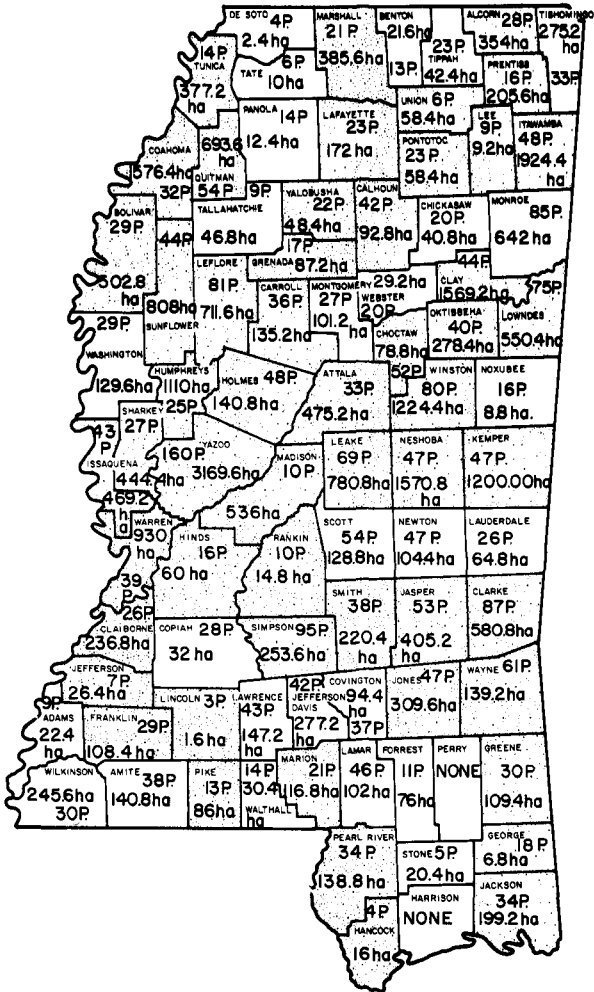 DE SOTO 4P.
2.4ha
MARSHALL
21 P.
385.6ha
BENTON
21.6ha
13P.
23P.
TIPPAH
42.4ha
ALCORN 28P.
354ha
TISHOMINGO
275.2
ha
33P.
PRENTISS
16P.
205.6ha
14P.
TUNICA
377.2
ha
6P.
TATE
10ha
PANOLA
14P
12.4ha
LAFAYETTE
23P.
172ha
UNION 6P.
58.4ha
LEE
9P.
9.2ha
ITAWAMBA
48P.
1924.4
ha
PONTOTOC
23 P.
58.4ha
COAHOMA
576.4ha
32P.
693.6
ha
QUITMAN
54 P.
9P.
TALLAHATCHIE
46.8ha
YALOBUSHA
22P.
48.4ha
CALHOUN
42P.
92.8ha
CHICKASAW
20P.
40.8ha
MONROE
85P.
642 ha
BOLIVAR
29P.
502.8
ha
44P.
808ha
SUNFLOWER
LEFLORE
81P.
711.6ha
17P.
GRENADA
87.2ha
CARROLL
36P.
135.2ha
MONTGOMERY
27P.
101.2
ha
29.2ha
WEBSTER
20P.
44P.
CLAY
1569.2ha
75P.
LOWNDES
550.4ha
OKTIBBEHA
40P.
278.4ha
CHOCTAW
78.8ha
52P.
29P.
WASHINGTON
129.6ha
HUMPHREYS
1110ha
25P.
HOLMES 48P.
140.8ha
ATTALA
33P.
475.2ha
WINSTON
80P.
1224.4ha
NOXUBEE
16P.
8.8 ha.
SHARKEY
27P.
444.4ha
43
P.
ISSAQUENA
469.2
ha
YAZOO
160P.
3169.6ha
MADISON
10P.
536ha
LEAKE
69P.
780.8ha
NESHOBA
47P.
1570.8
ha
KEMPER
47P.
1200.00ha
WARREN
930
ha
39
P.
HINDS
16P.
60 ha
RANKIN
10P.
14.8 ha
SCOTT
54P.
128.8ha
NEWTON
47P.
104.4ha
LAUDERDALE
26P.
64.8ha
26P.
CLAIBORNE
236.8ha
COPIAH 28P.
32 ha
SIMPSON 95P.
253.6ha
SMITH
38P.
220.4
ha
JASPER
53P.
405.2
ha
CLARKE
87P.
580.8ha
JEFFERSON
7P.
26.4ha
LINCOLN 3P.
1.6ha
LAWRENCE
43P.
147.2
ha
42P.
JEFFERSON
DAVIS
277.2
ha
COVINGTON
94.4
ha
37P.
JONES 47P.
309.6ha
WAYNE 61P.
139.2ha
9P.
ADAMS
22.4
ha
FRANKLIN
29P.
108.4ha
WILKINSON
245.6ha
30P.
AMITE 38P.
140.8ha
PIKE
13P.
86ha
14P.
30.4
WALTHALL
ha
MARION
21P.
116.8ha
LAMAR
46P.
102ha
FORREST
11P.
76ha
PERRY
NONE
GREENE
30P.
109.4ha
PEARL RIVER
34P.
138.8ha
STONE 5P.
20.4ha
GEORGE
18P.
6.8ha
4P.
HANCOCK
16ha
HARRISON
NONE
JACKSON
34P.
199.2ha